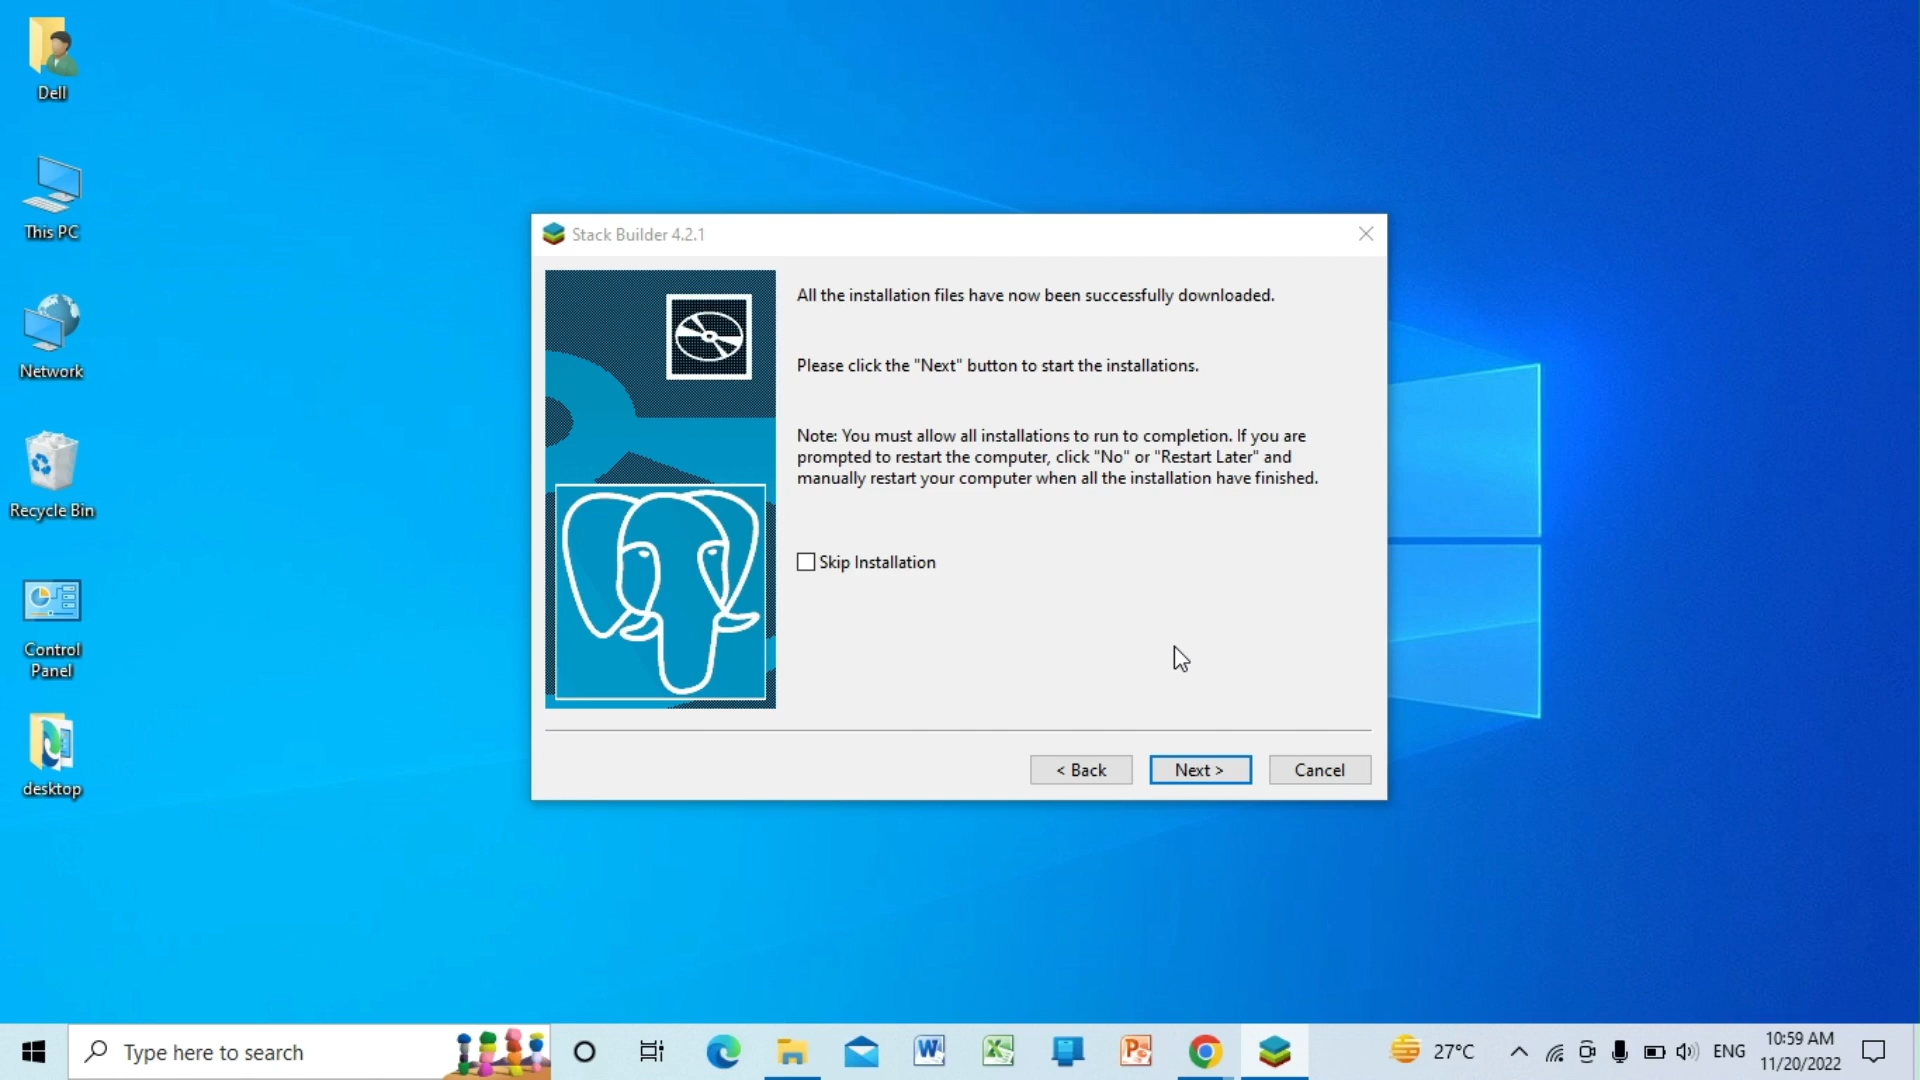 Dell
This PC
Network
Recycle Bin
Control
Panel
desktop
Stack Builder 4.2.1
All the installation files have now been successfully downloaded.
Please click the "Next" button to start the installations.
Note: You must allow all installations to run to completion. If you are
prompted to restart the computer, click "No" or "Restart Later" and
manually restart your computer when all the installation have finished.
Skip Installation
< Back
Next >
Cancel
Type here to search
27°C
ENG
10:59 AM
11/20/2022